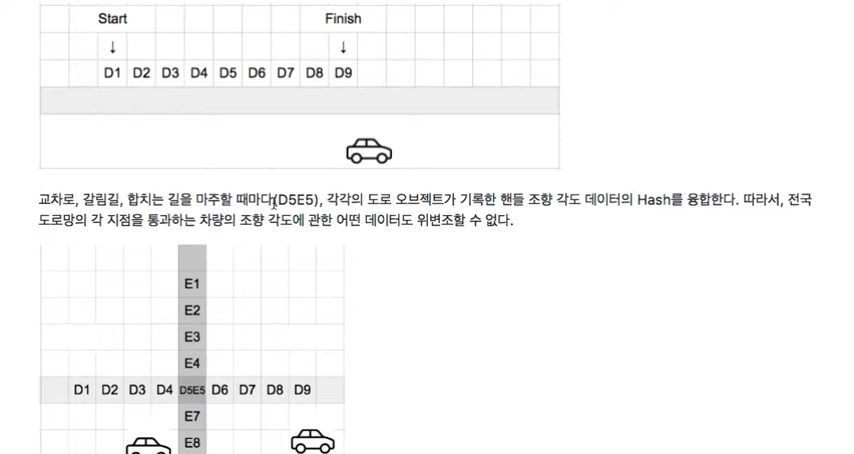 Start Finish
↓ ↓
D1 D2 D3 D4 D5 D6 D7 D8 D9
교차로, 갈림길, 합치는 길을 마주할 때마다(D5E5), 각각의 도로 오브젝트가 기록한 핸들 조향 각도 데이터의 Hash를 융합한다. 따라서, 전국
도로망의 각 지점을 통과하는 차량의 조향 각도에 관한 어떤 데이터도 위변조할 수 없다.
E1
E2
E3
E4
D1 D2 D3 D4 D5E5 D6 D7 D8 D9
E7
E8